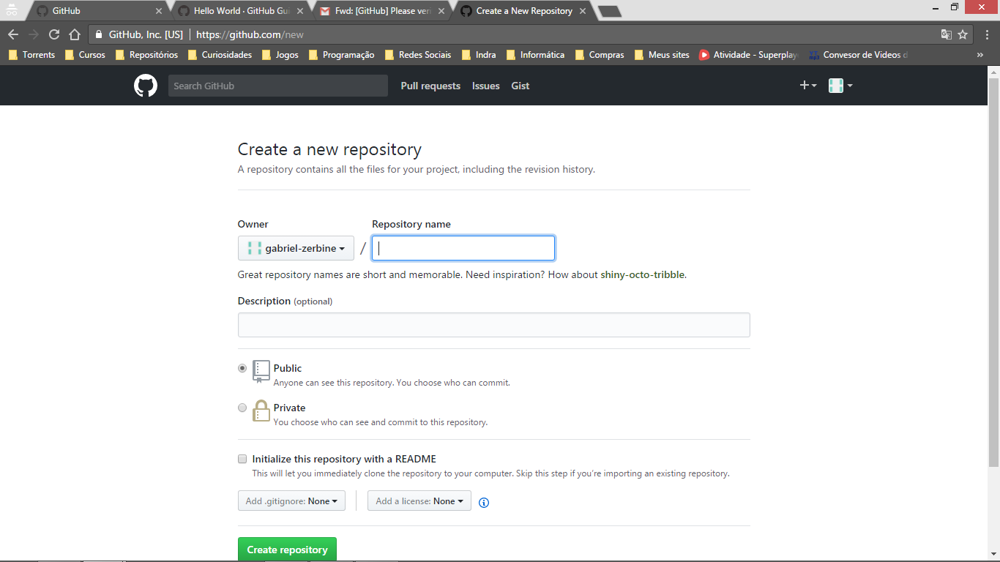 GitHub
Hello World · GitHub Gui
Fwd: [GitHub] Please veri
Create a New Repository
GitHub, Inc. [US] | https://github.com/new
Torrents Cursos Repositórios Curiosidades Jogos Programação Redes Sociais Indra Informática Compras Meus sites Atividade - Superplay Convesor de Videos d »
Search GitHub Pull requests Issues Gist
Create a new repository
A repository contains all the files for your project, including the revision history.
Owner Repository name
gabriel-zerbine /
Great repository names are short and memorable. Need inspiration? How about shiny-octo-tribble.
Description (optional)
Public
Anyone can see this repository. You choose who can commit.
Private
You choose who can see and commit to this repository.
Initialize this repository with a README
This will let you immediately clone the repository to your computer. Skip this step if you're importing an existing repository.
Add .gitignore: None Add a license: None
Create repository